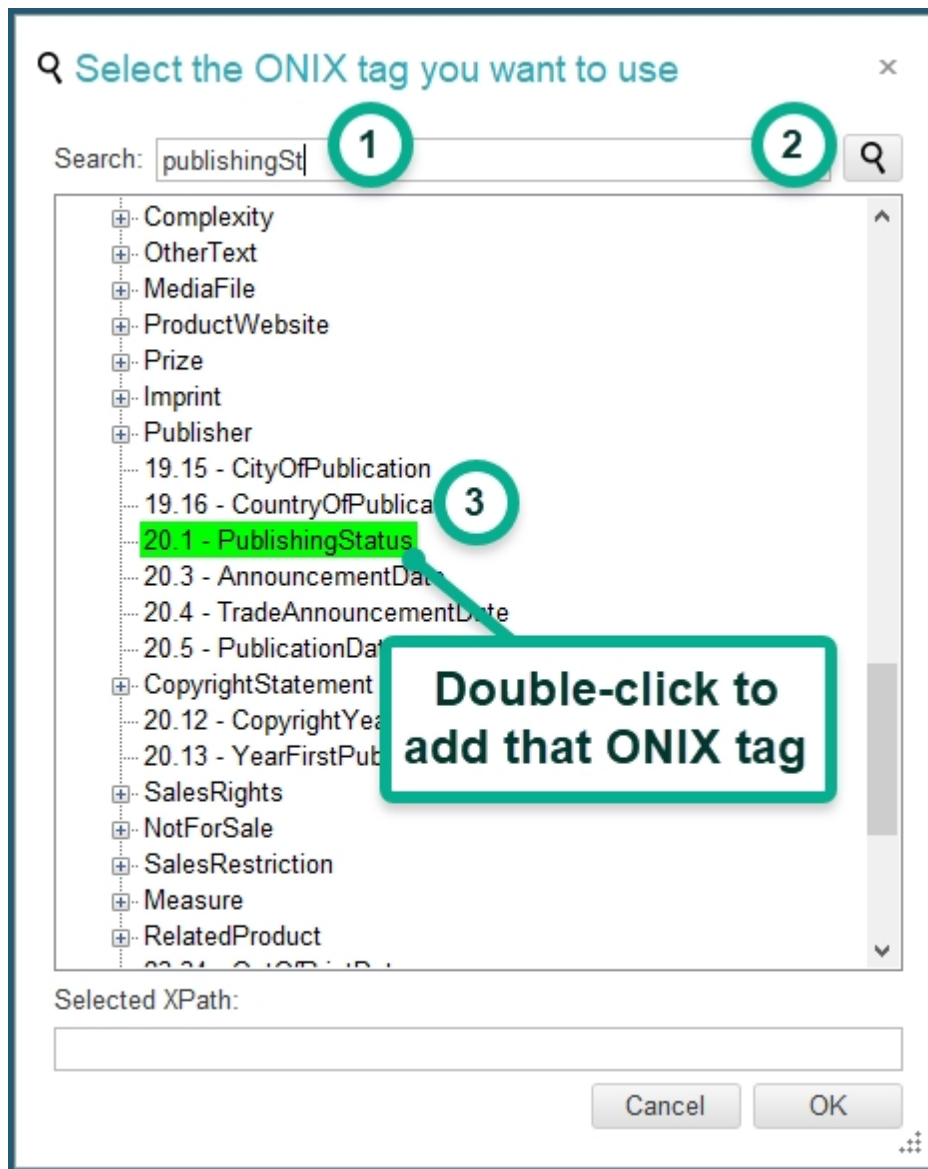 Select the ONIX tag you want to use
Search: publishingSt
1
2
Complexity
OtherText
MediaFile
ProductWebsite
Prize
Imprint
Publisher
19.15 - CityOfPublication
19.16 - CountryOfPublica
3
20.1 - PublishingStatus
20.3 - AnnouncementDate
20.4 - TradeAnnouncementDate
20.5 - PublicationDat
CopyrightStatement
20.12 - CopyrightYea
20.13 - YearFirstPub
Double-click to
add that ONIX tag
SalesRights
NotForSale
SalesRestriction
Measure
RelatedProduct
Selected XPath:
Cancel
OK